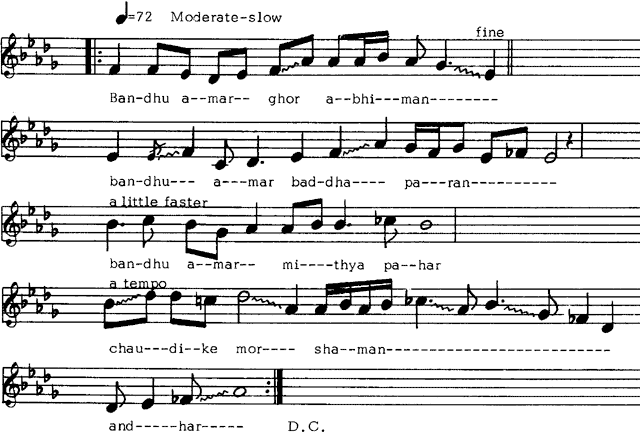 ♩=72 Moderate-slow
fine
Ban-dhu a--mar-- ghor a--bhi--man---------
ban-dhu--- a---mar bad-dha---- pa--ran-----------
a little faster
ban-dhu a--mar-- mi----thya pa--har
a tempo
chau---di--ke mor---- sha--man-----------------------------
and-----har----- D.C.